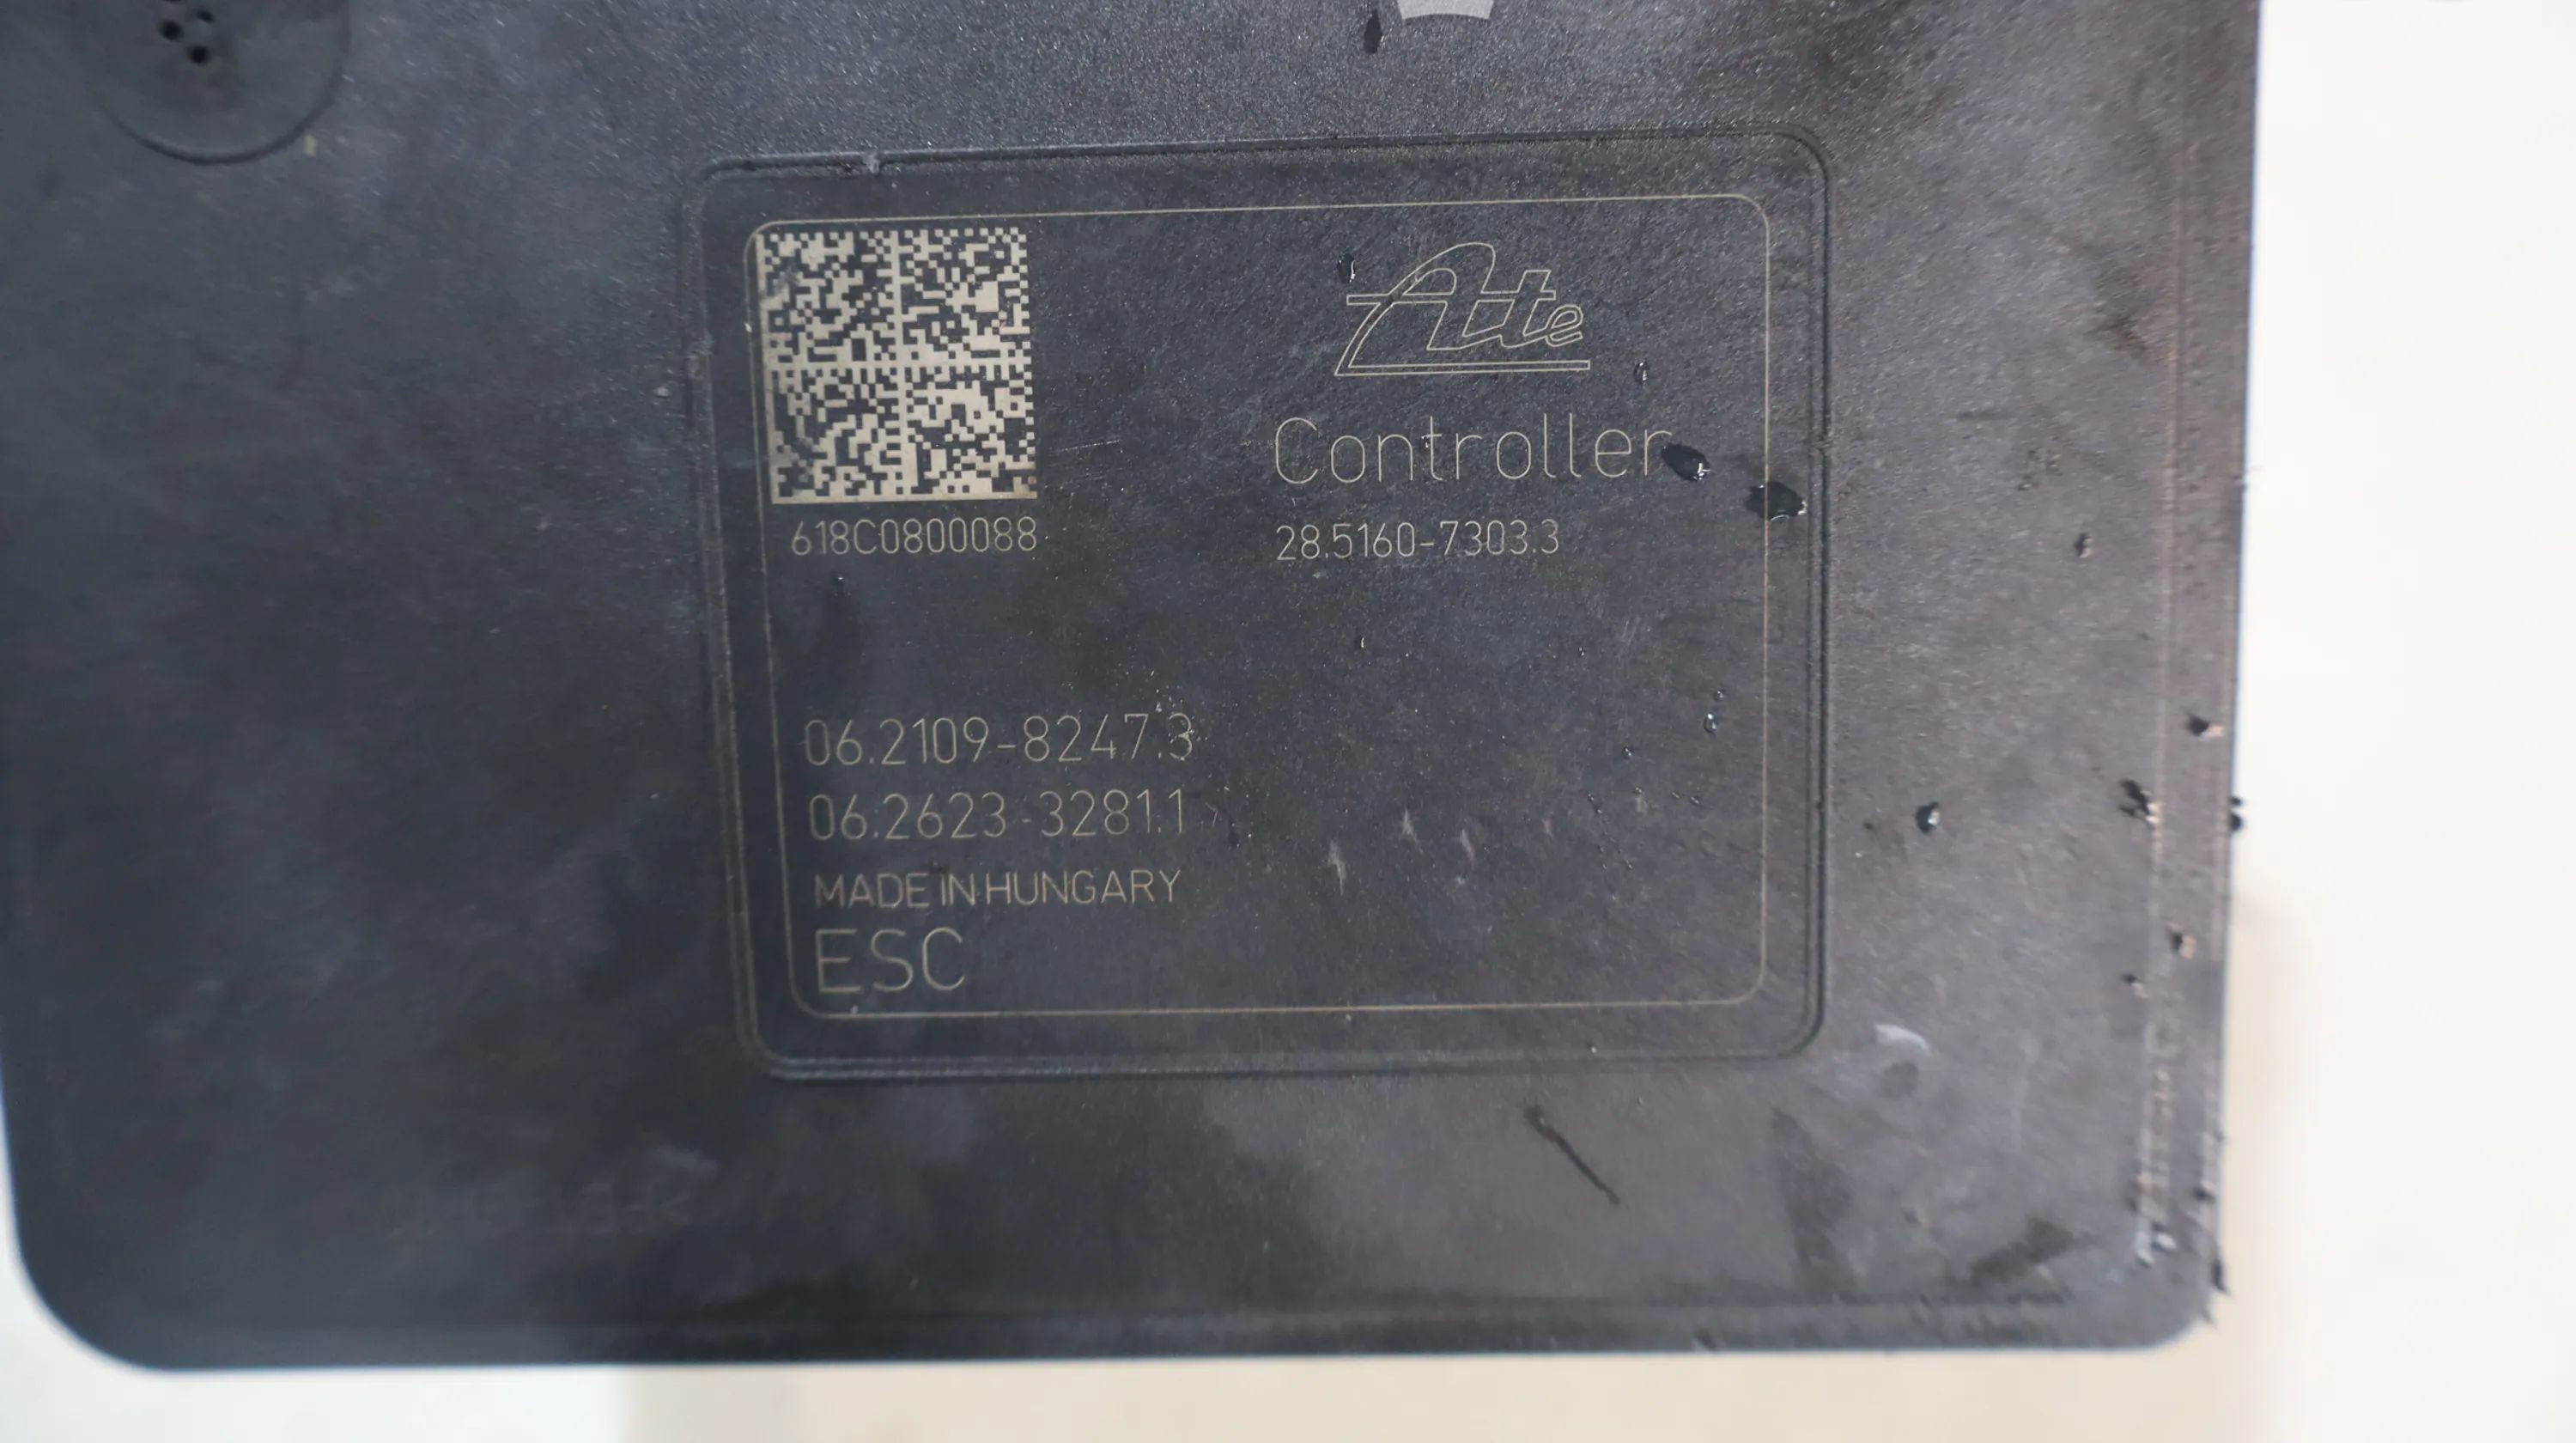 Ate
Controller
618C0800088
28.5160-7303.3
06.2109-8247.3
06.2623-3281.1
MADE IN HUNGARY
ESC